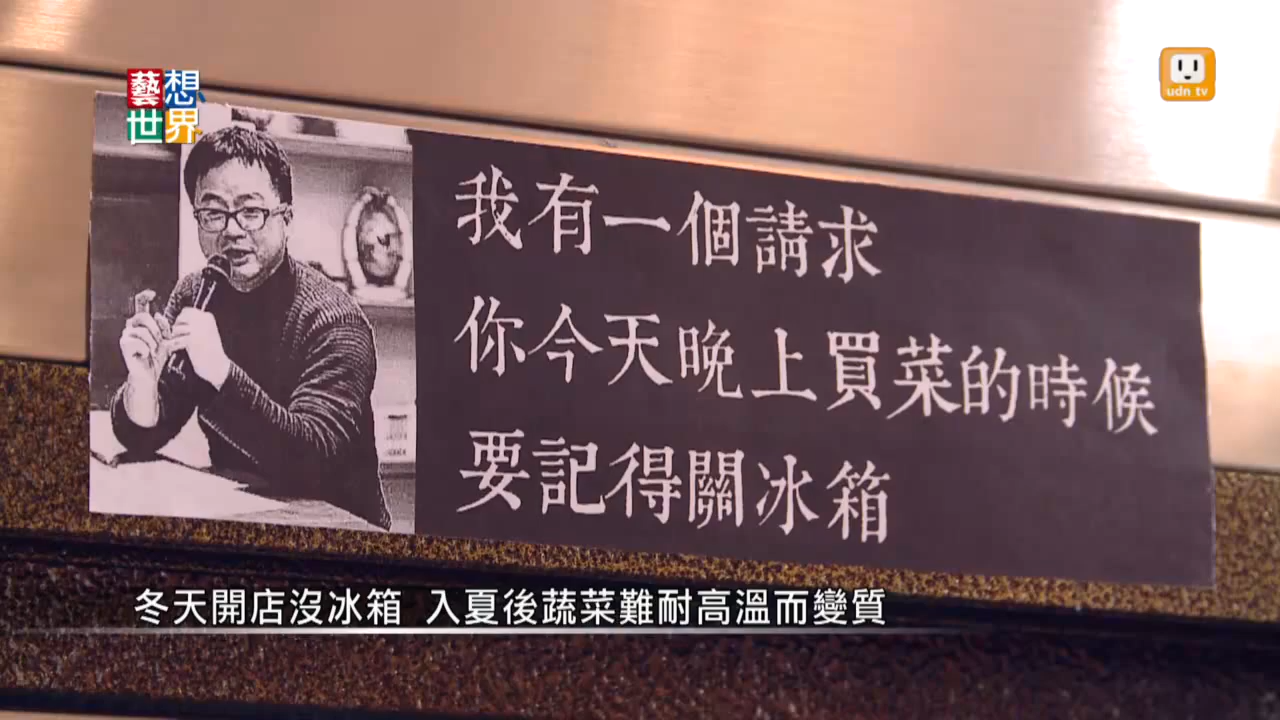 藝想
世界
udn tv
我有一個請求
你今天晚上買菜的時候
要記得關冰箱
冬天開店沒冰箱 入夏後蔬菜難耐高溫而變質